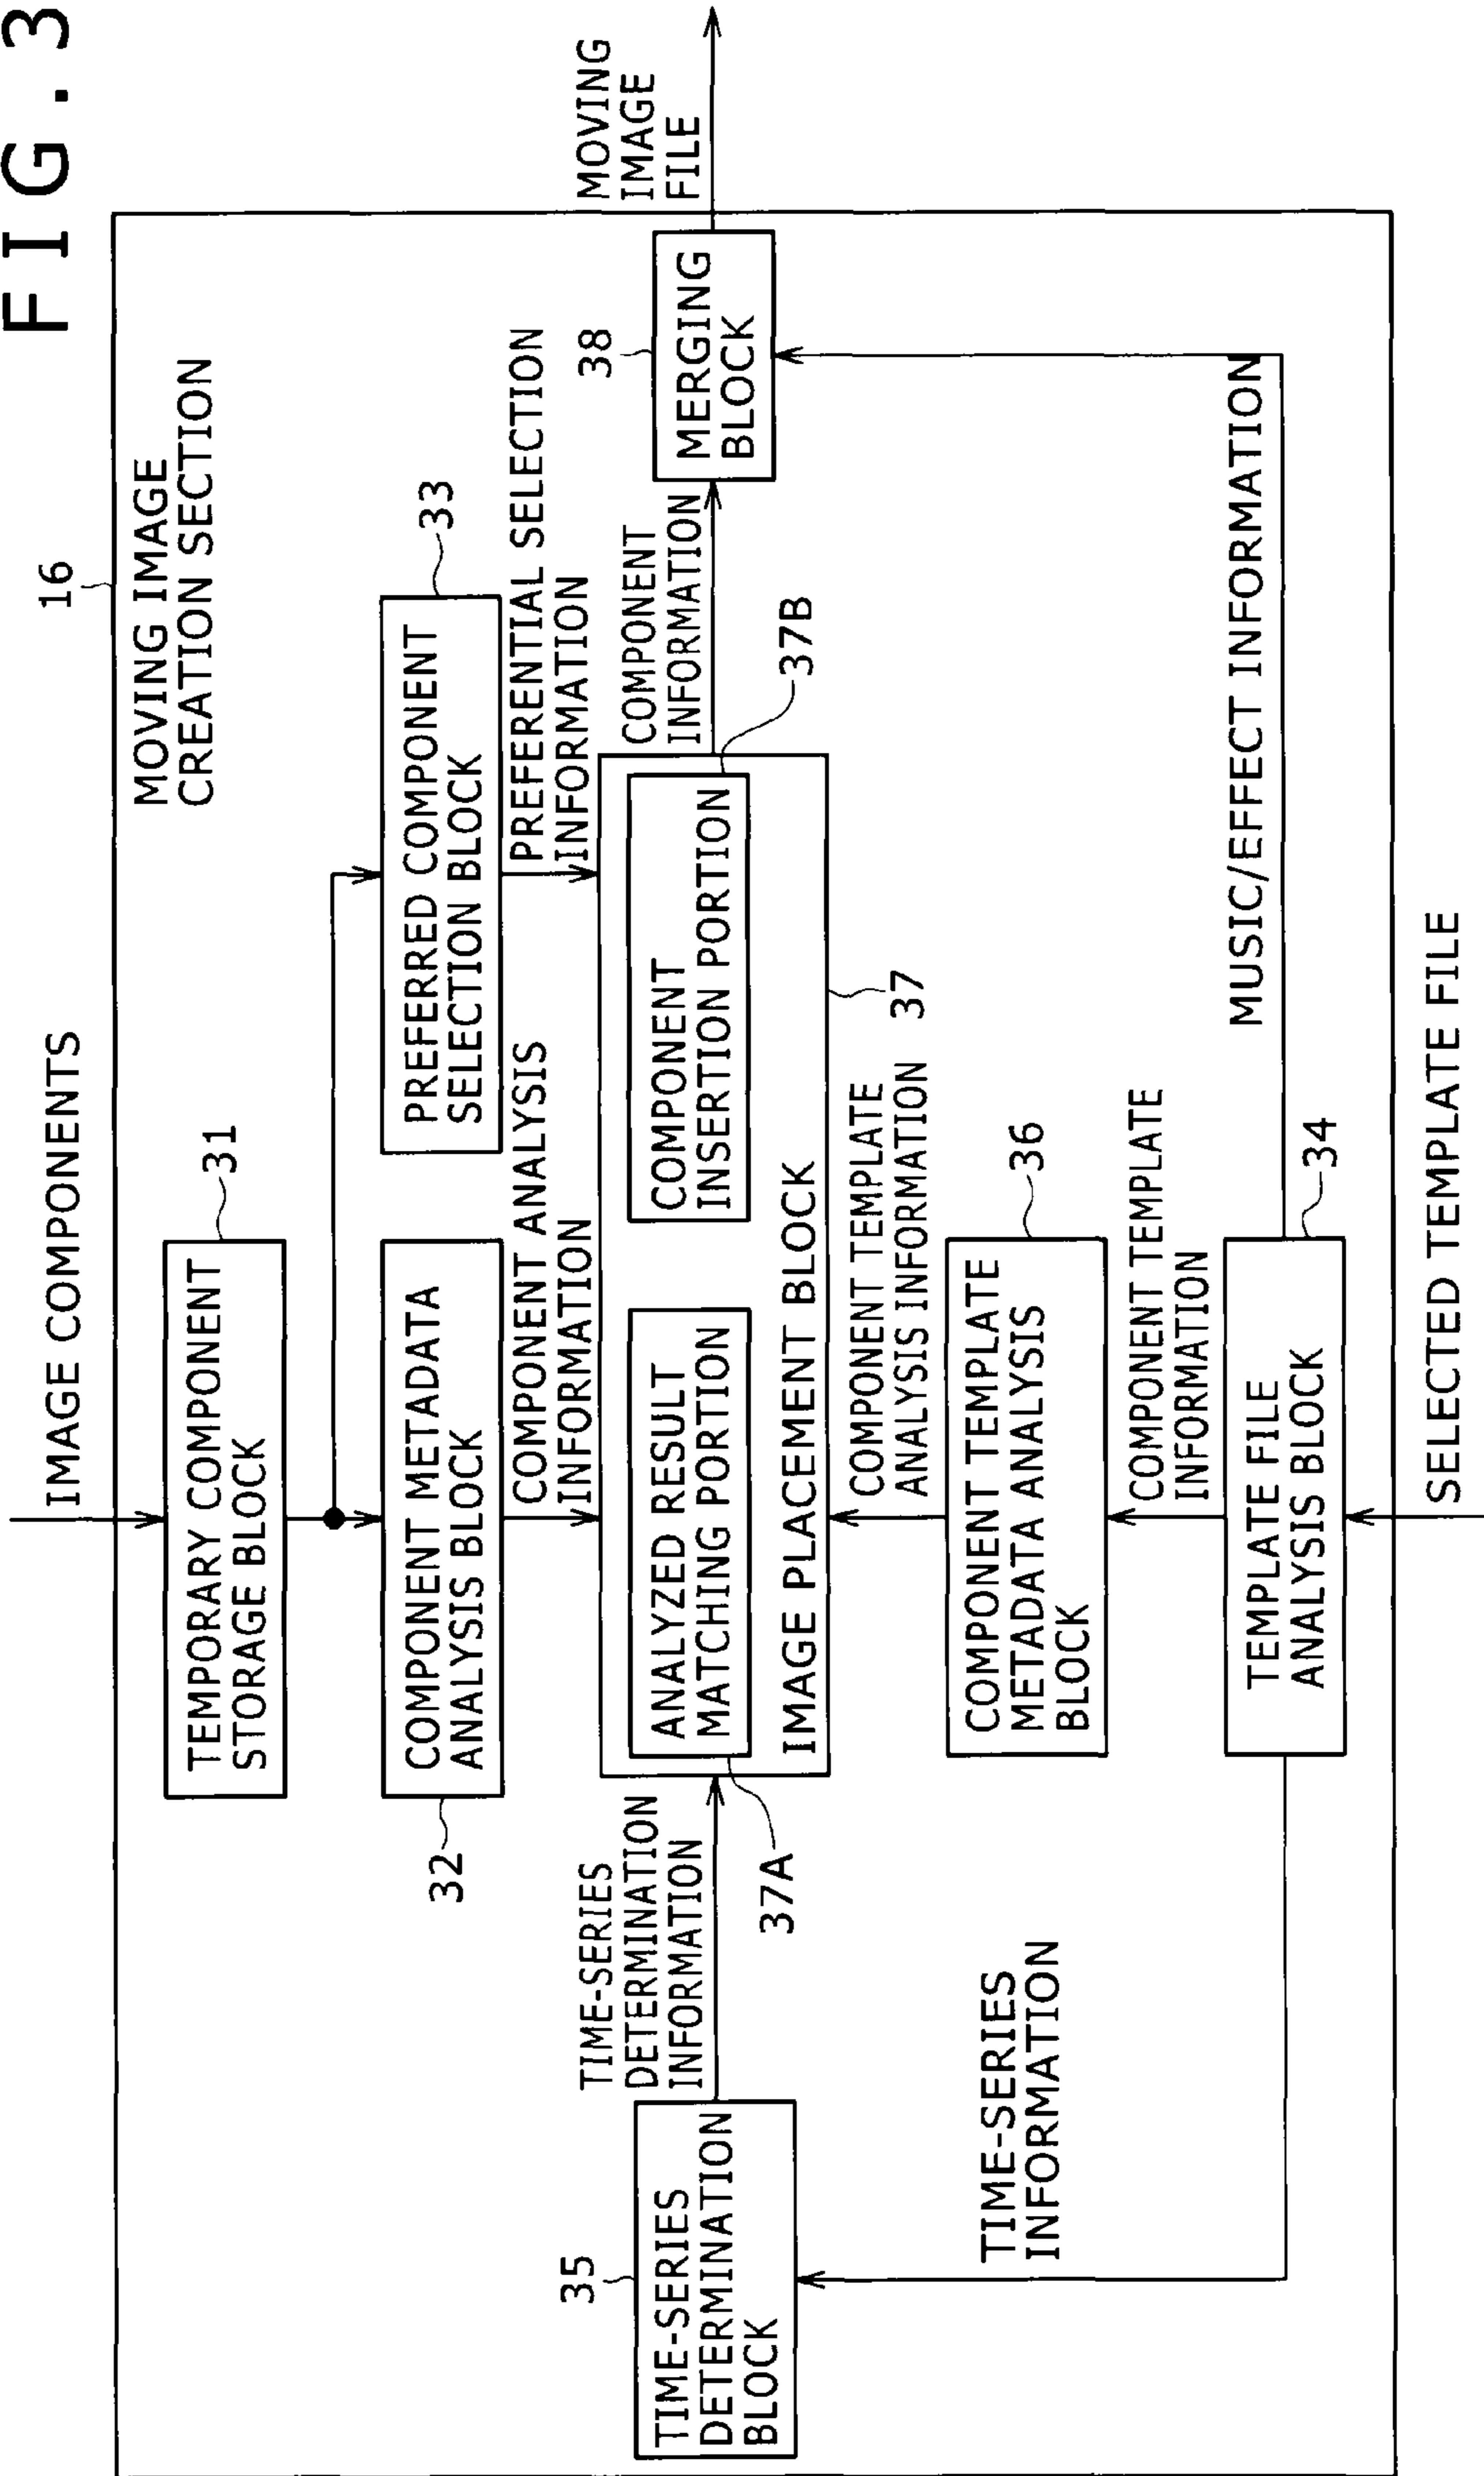 FIG. 3
16
MOVING IMAGE
CREATION SECTION
IMAGE COMPONENTS
31
TEMPORARY COMPONENT
STORAGE BLOCK
32
COMPONENT METADATA
ANALYSIS BLOCK
33
PREFERRED COMPONENT
SELECTION BLOCK
COMPONENT ANALYSIS
INFORMATION
PREFERENTIAL SELECTION
INFORMATION
35
TIME-SERIES
DETERMINATION
BLOCK
TIME-SERIES
DETERMINATION
INFORMATION
37A
ANALYZED RESULT
MATCHING PORTION
COMPONENT
INSERTION PORTION
37B
IMAGE PLACEMENT BLOCK
37
COMPONENT
INFORMATION
38
MERGING
BLOCK
MOVING
IMAGE
FILE
COMPONENT TEMPLATE
ANALYSIS INFORMATION
36
COMPONENT TEMPLATE
METADATA ANALYSIS
BLOCK
TIME-SERIES
INFORMATION
COMPONENT TEMPLATE
INFORMATION
MUSIC/EFFECT INFORMATION
34
TEMPLATE FILE
ANALYSIS BLOCK
SELECTED TEMPLATE FILE